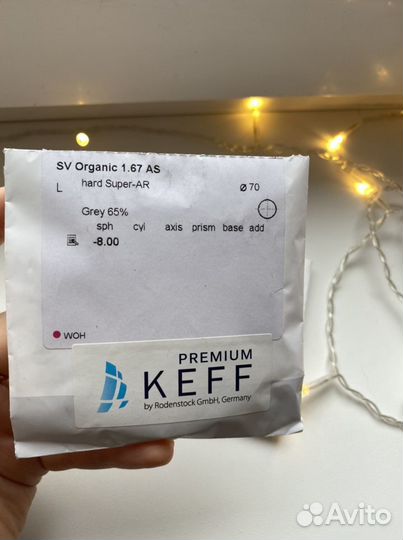 SV Organic 1.67 AS
L hard Super-AR ø 70
Grey 65%
sph cyl axis prism base add
-8.00
WOH
PREMIUM
KEFF
by Rodenstock GmbH, Germany
Avito